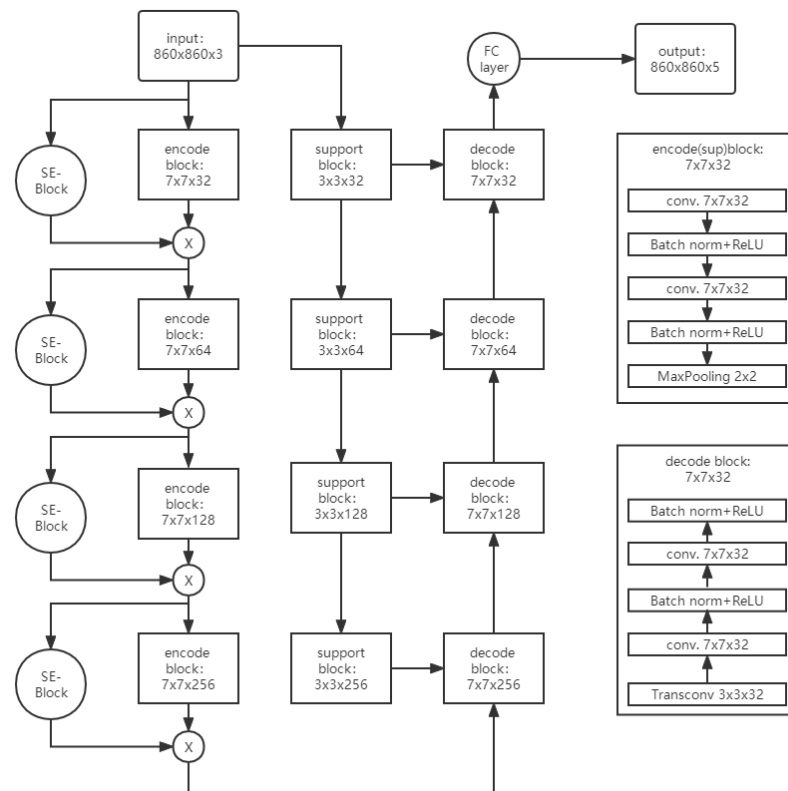 input:
860x860x3
FC
layer
output:
860x860x5
SE-
Block
encode
block:
7x7x32
support
block:
3x3x32
decode
block:
7x7x32
X
SE-
Block
encode
block:
7x7x64
support
block:
3x3x64
decode
block:
7x7x64
X
SE-
Block
encode
block:
7x7x128
support
block:
3x3x128
decode
block:
7x7x128
X
SE-
Block
encode
block:
7x7x256
support
block:
3x3x256
decode
block:
7x7x256
X
encode(sup)block:
7x7x32
conv. 7x7x32
Batch norm+ReLU
conv. 7x7x32
Batch norm+ReLU
MaxPooling 2x2
decode block:
7x7x32
Batch norm+ReLU
conv. 7x7x32
Batch norm+ReLU
conv. 7x7x32
Transconv 3x3x32